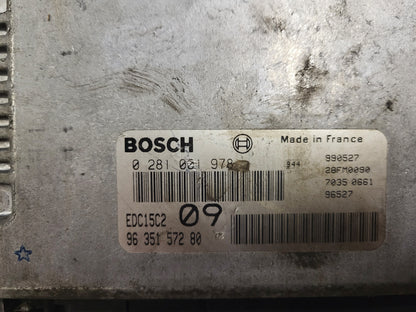 BOSCH
Made in France
0 281 001 978
944
990527
28FM0090
7035 0661
96527
EDC15C2
09
96 351 572 80